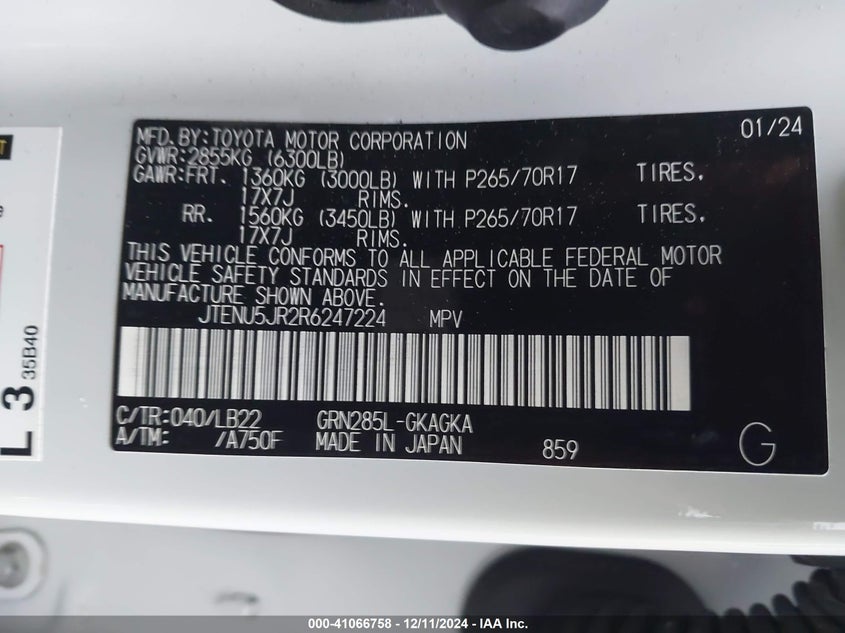 MFD.BY:TOYOTA MOTOR CORPORATION 01/24
GVWR:2855KG (6300LB)
GAWR:FRT. 1360KG (3000LB) WITH P265/70R17 TIRES,
17X7J RIMS.
RR. 1560KG (3450LB) WITH P265/70R17 TIRES,
17X7J RIMS.
THIS VEHICLE CONFORMS TO ALL APPLICABLE FEDERAL MOTOR
VEHICLE SAFETY STANDARDS IN EFFECT ON THE DATE OF
MANUFACTURE SHOWN ABOVE.
JTENU5JR2R6247224 MPV
C/TR:040/LB22 GRN285L-GKAGKA
A/TM: /A750F MADE IN JAPAN 859 G
L 3 35B40
000-41066758 - 12/11/2024 - IAA Inc.